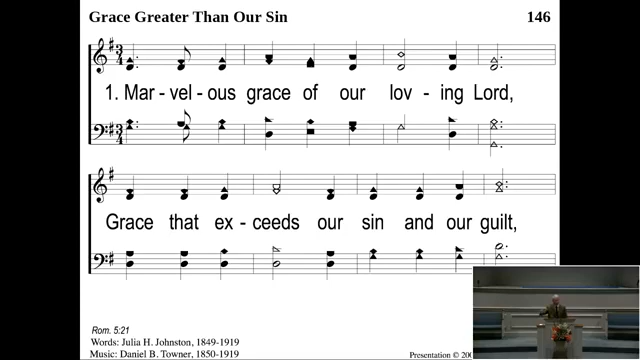 Grace Greater Than Our Sin 146
1. Mar - vel - ous grace of our lov - ing Lord,
Grace that ex - ceeds our sin and our guilt,
Rom. 5:21
Words: Julia H. Johnston, 1849-1919
Music: Daniel B. Towner, 1850-1919
Presentation © 200